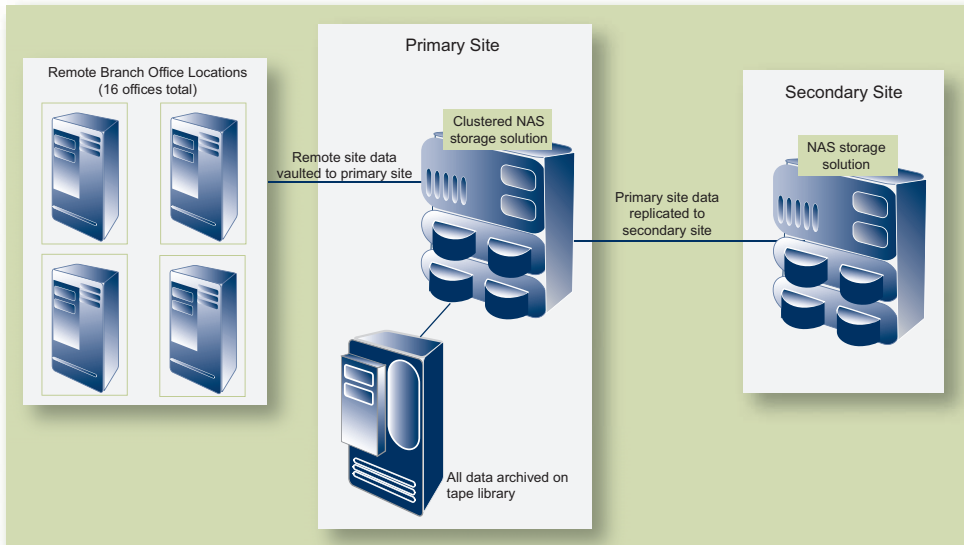 Primary Site
Remote Branch Office Locations
(16 offices total)
Clustered NAS
storage solution
Remote site data
vaulted to primary site
All data archived on
tape library
Primary site data
replicated to
secondary site
Secondary Site
NAS storage
solution